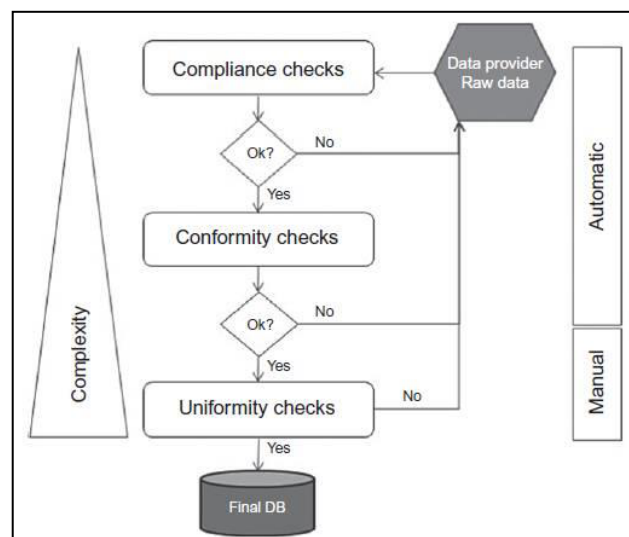 Compliance checks
Data provider
Raw data
Ok?
No
Yes
Conformity checks
Automatic
Ok?
No
Yes
Complexity
Uniformity checks
No
Manual
Yes
Final DB